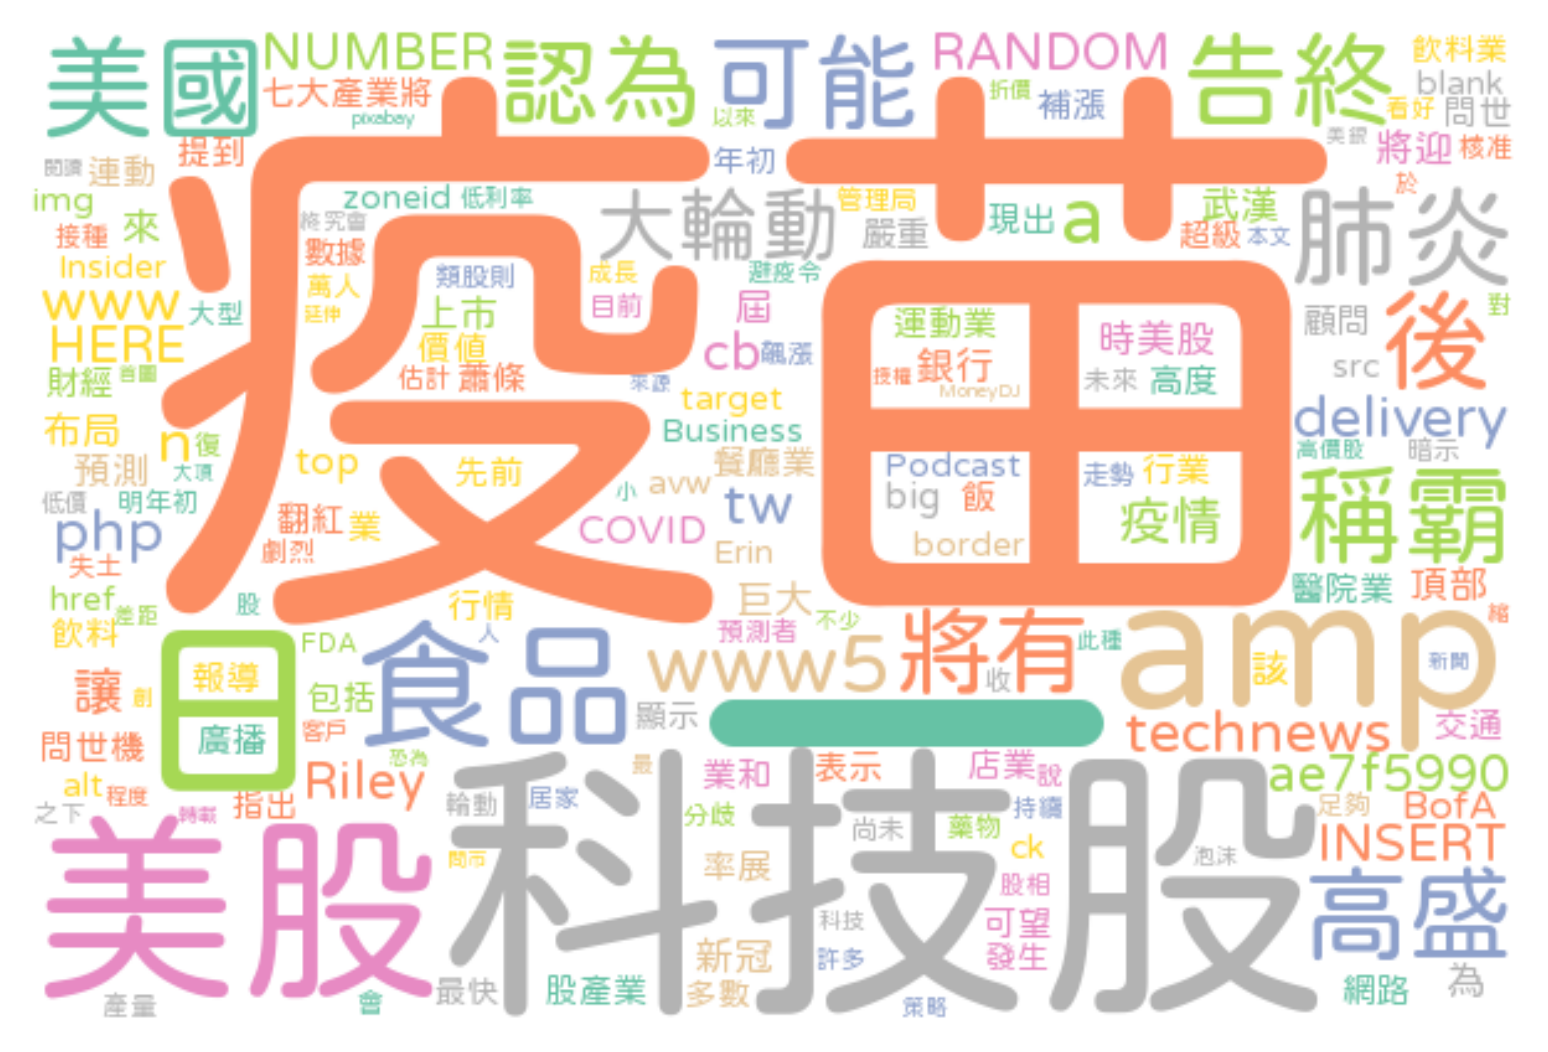 美國
NUMBER
認為
可能
RANDOM
告終
飲料業
blank
七大產業將
pixabay
以來
折價
補漲
看好
問世
美銀
將迎
核准
提到
年初
閱讀
連動
疫苗
img
來
zoneid
低利率
終究會
大輪動
管理局
嚴重
現出
a
武漢
超級
本文
於
肺炎
接種
數據
Insider
類股則
成長
避疫令
萬人
www
大型
延伸
上市
目前
屆
運動業
時美股
顧問
後
對
HERE
價值
cb
飆漲
銀行
授權
MoneyDJ
未來
高度
src
財經
首圖
估計
蕭條
來源
target
布局
n
復
Business
delivery
預測
大頂
top
先前
餐廳業
Podcast
走勢
行業
高價股
暗示
低價
明年初
小
avw
tw
big
飯
疫情
稱霸
php
翻紅
業
COVID
Erin
border
劇烈
失土
href
差距
股
行情
巨大
醫院業
頂部
飲料
FDA
人
預測者
不少
將有
此種
amp
縮
日
報導
食品
www5
收
該
新聞
讓
創
包括
顯示
一
廣播
客戶
technews
交通
問世機
恐為
最
業和
表示
店業
說
ae7f5990
alt
程度
指出
Riley
輪動
居家
科技股
持續
足夠
BofA
之下
轉載
分歧
尚未
藥物
INSERT
美股
問市
率展
ck
泡沫
股相
高盛
科技
可望
新冠
許多
發生
產量
會
最快
股產業
多數
策略
網路
為